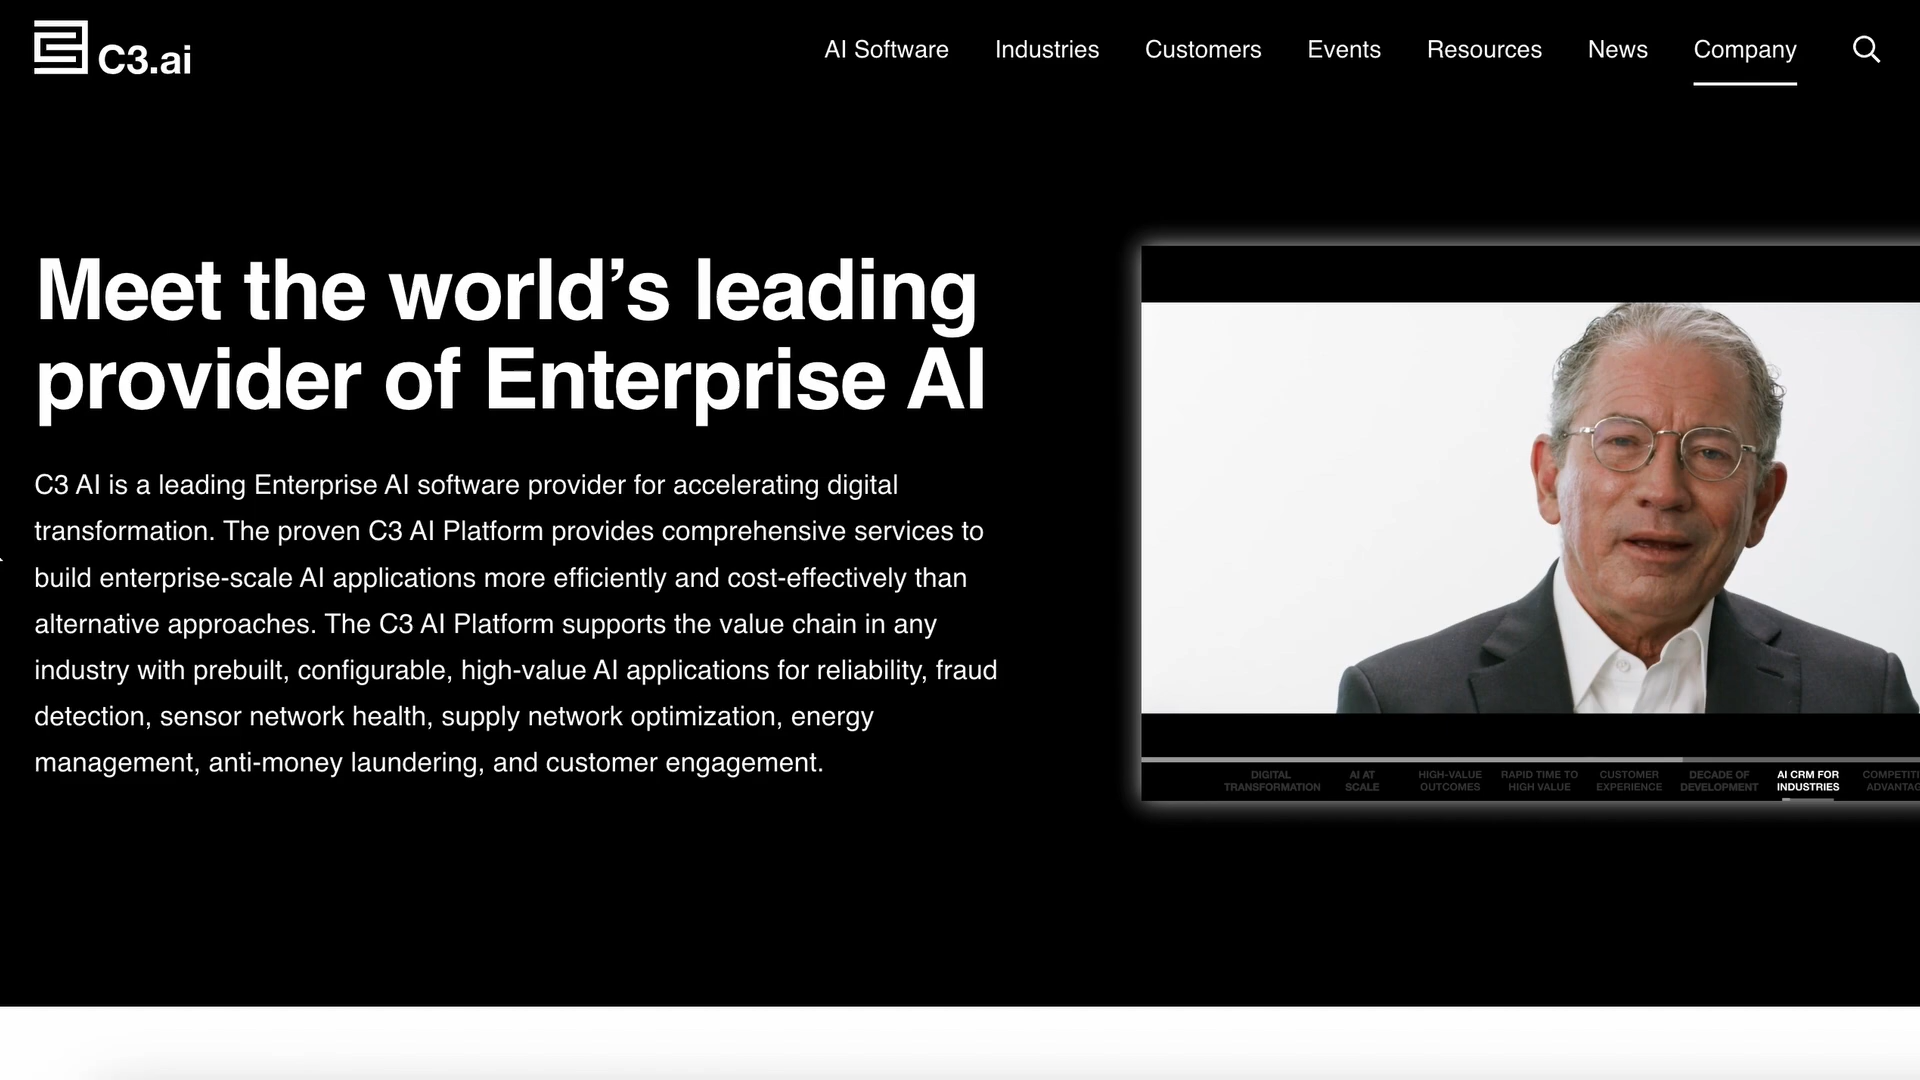 C3.ai
AI Software
Industries
Customers
Events
Resources
News
Company
Meet the world’s leading
provider of Enterprise AI
C3 AI is a leading Enterprise AI software provider for accelerating digital
transformation. The proven C3 AI Platform provides comprehensive services to
build enterprise-scale AI applications more efficiently and cost-effectively than
alternative approaches. The C3 AI Platform supports the value chain in any
industry with prebuilt, configurable, high-value AI applications for reliability, fraud
detection, sensor network health, supply network optimization, energy
management, anti-money laundering, and customer engagement.
DIGITAL
TRANSFORMATION
AI AT
SCALE
HIGH-VALUE
OUTCOMES
RAPID TIME TO
HIGH VALUE
CUSTOMER
EXPERIENCE
DECADE OF
DEVELOPMENT
AI CRM FOR
INDUSTRIES